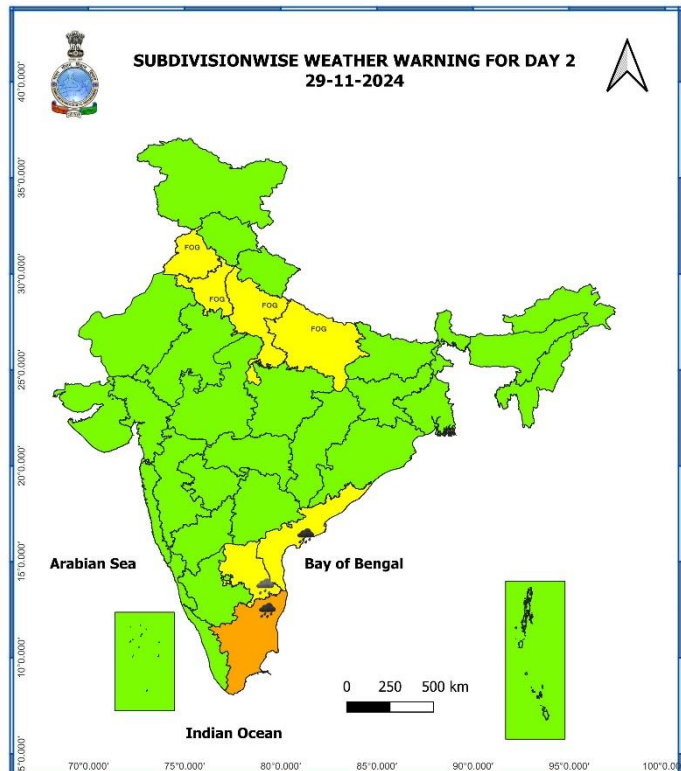 SUBDIVISIONWISE WEATHER WARNING FOR DAY 2
29-11-2024
40°0.000'
35°0.000'
30°0.000'
25°0.000'
20°0.000'
15°0.000'
10°0.000'
5°0.000'
FOG
FOG
FOG
FOG
Arabian Sea
Bay of Bengal
0 250 500 km
Indian Ocean
70°0.000' 75°0.000' 80°0.000' 85°0.000' 90°0.000' 95°0.000' 100°0.00